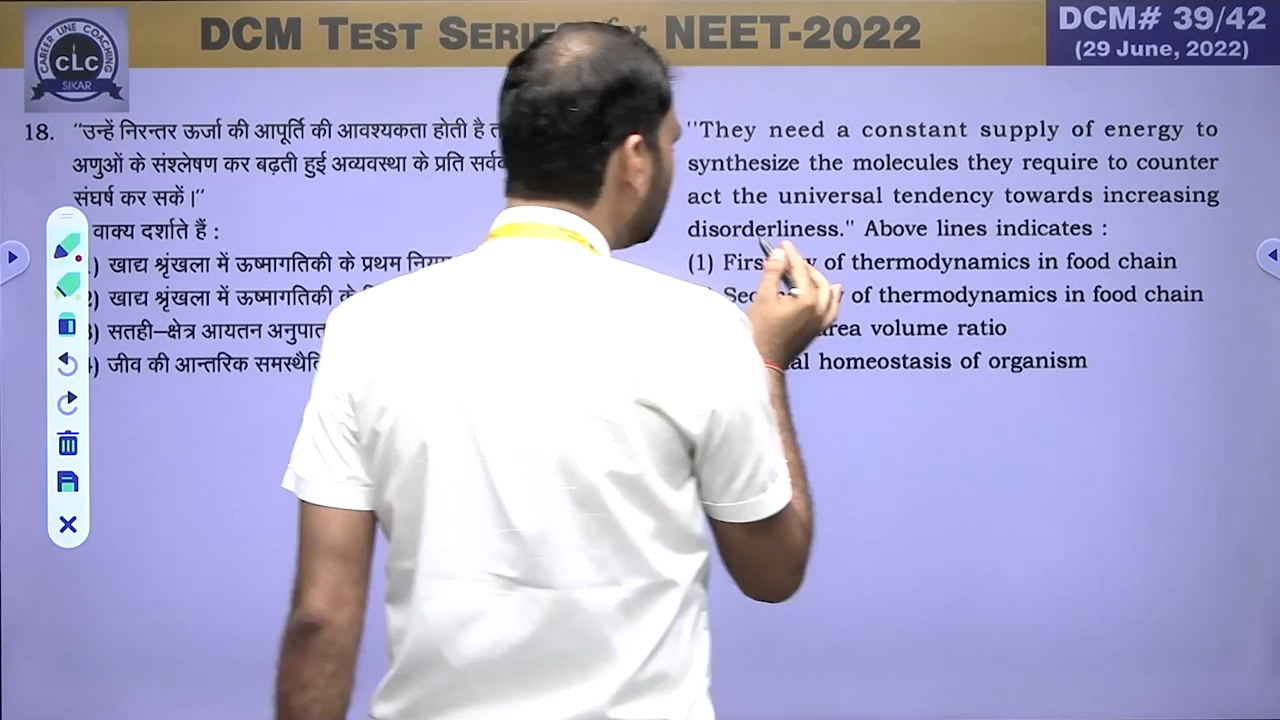 DCM TEST SERIES for NEET-2022
DCM# 39/42
(29 June, 2022)
CAREER LINE COACHING
CLC
SIKAR
18. ''उन्हें निरन्तर ऊर्जा की आपूर्ति की आवश्यकता होती है
अणुओं के संश्लेषण कर बढ़ती हुई अव्यवस्था के प्रति
संघर्ष कर सकें।''
वाक्य दर्शाते हैं :
खाद्य श्रृंखला में ऊष्मागतिकी के प्रथम
2) खाद्य श्रृंखला में ऊष्मागतिकी
3) सतही–क्षेत्र आयतन अनुपात
4) जीव की आन्तरिक
''They need a constant supply of energy to
synthesize the molecules they require to counter
act the universal tendency towards increasing
disorderliness.'' Above lines indicates :
(1) First of thermodynamics in food chain
of thermodynamics in food chain
area volume ratio
homeostasis of organism